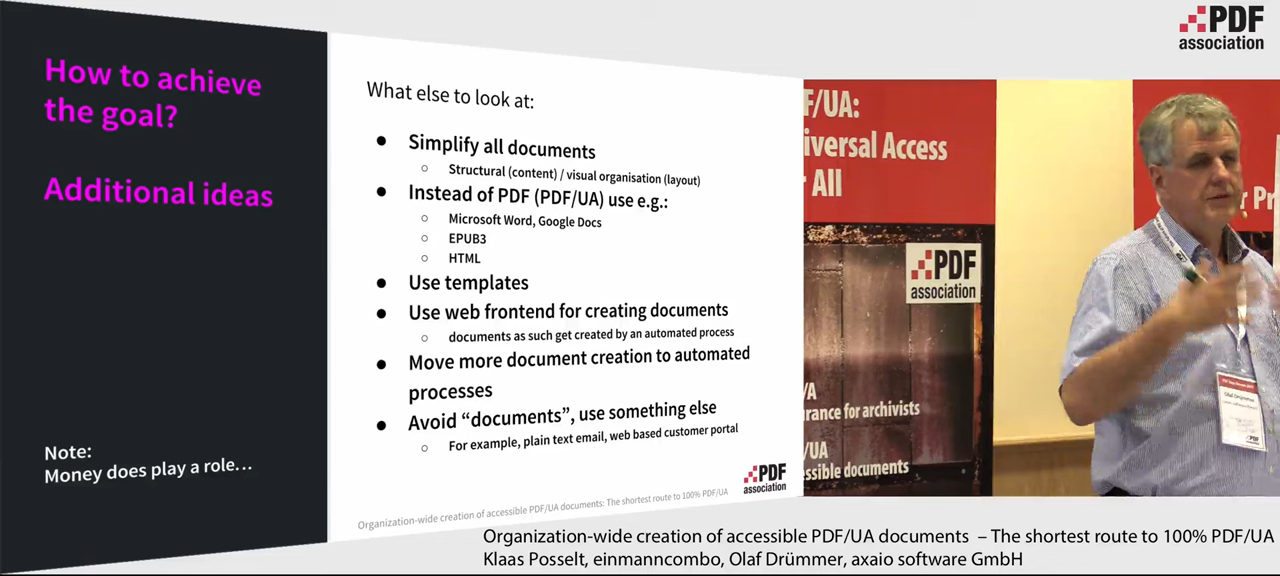 How to achieve
the goal?
Additional ideas
Note:
Money does play a role…
What else to look at:
● Simplify all documents
○ Structural (content) / visual organisation (layout)
● Instead of PDF (PDF/UA) use e.g.:
○ Microsoft Word, Google Docs
○ EPUB3
○ HTML
● Use templates
● Use web frontend for creating documents
○ documents as such get created by an automated process
● Move more document creation to automated
processes
● Avoid “documents”, use something else
○ For example, plain text email, web based customer portal
PDF
association
Organization-wide creation of accessible PDF/UA documents: The shortest route to 100% PDF/UA
PDF
association
F/UA:
iversal Access
All
PDF
association
/A
rance for archivists
/UA
ssible documents
Organization-wide creation of accessible PDF/UA documents – The shortest route to 100% PDF/UA
Klaas Posselt, einmanncombo, Olaf Drümmer, axaio software GmbH